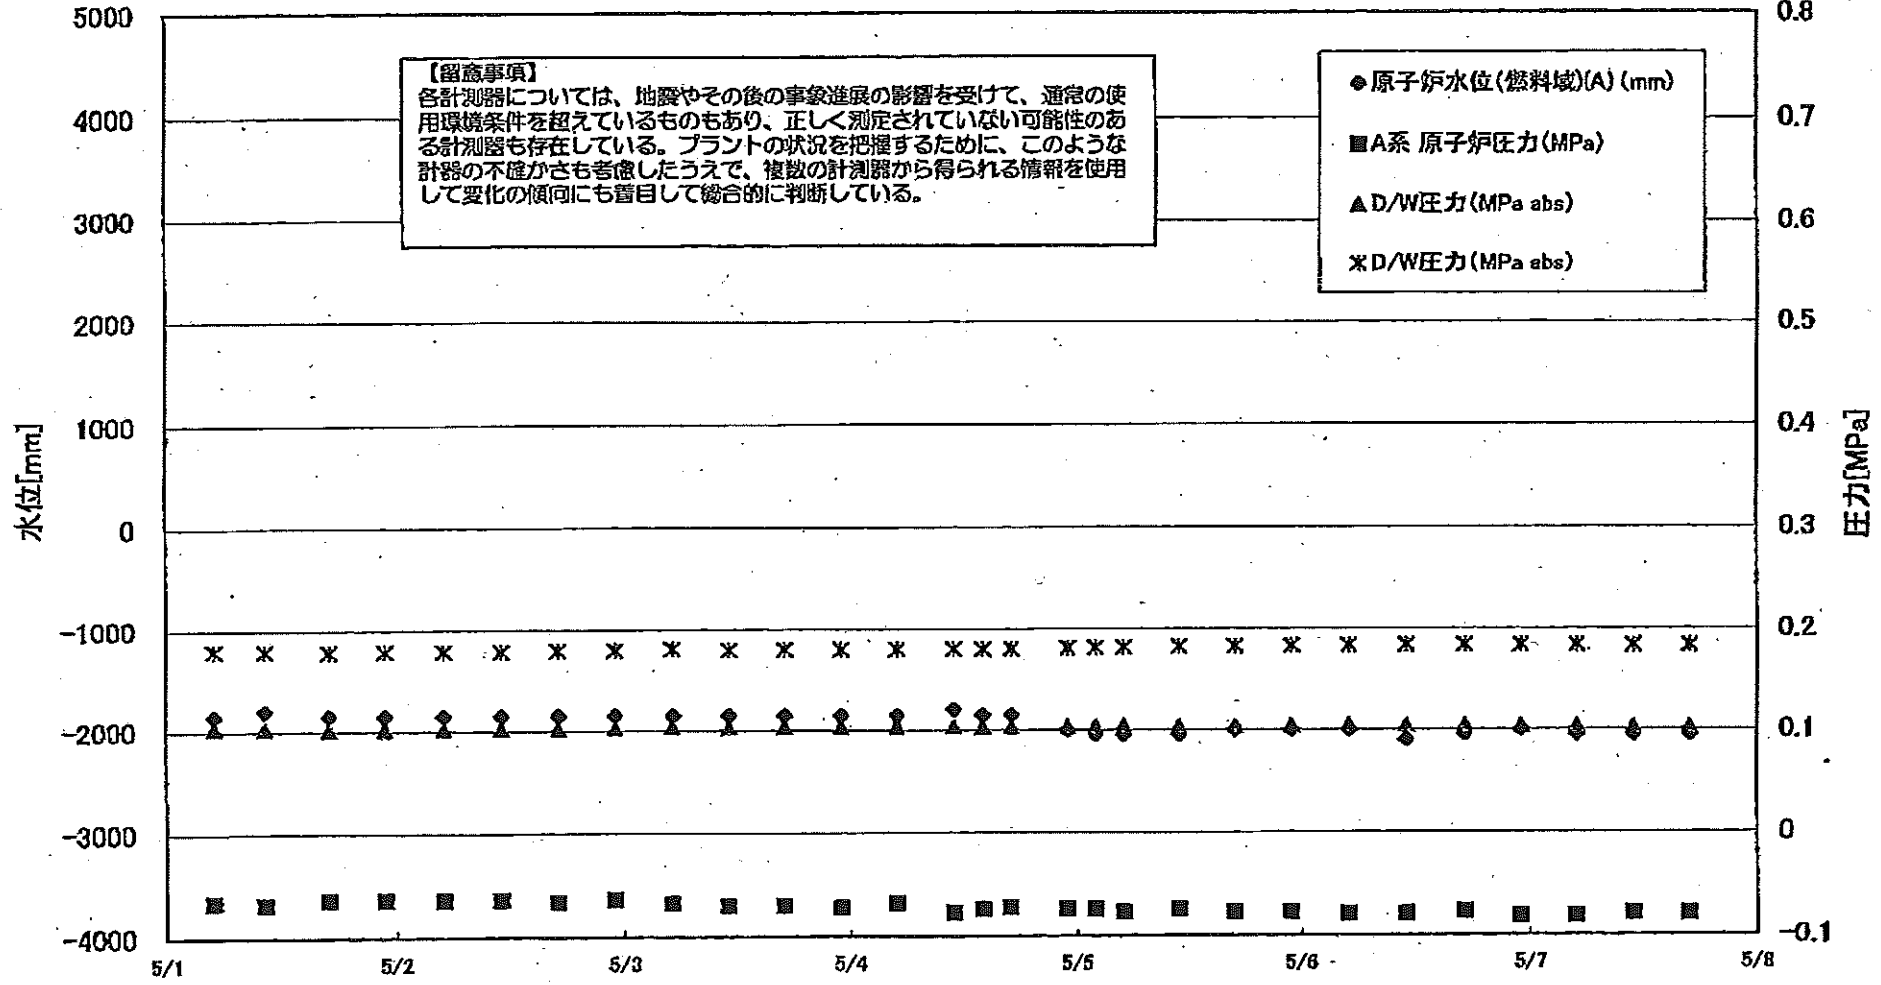 【留意事項】
各計測器については、地震やその後の事象進展の影響を受けて、通常の使
用環境条件を超えているものもあり、正しく測定されていない可能性のあ
る計測器も存在している。プラントの状況を把握するために、このような
計器の不確かさも考慮したうえで、複数の計測器から得られる情報を使用
して変化の傾向にも着目して総合的に判断している。
◆原子炉水位(燃料域)(A) (mm)
■A系 原子炉圧力(MPa)
▲D/W圧力(MPa abs)
ж D/W圧力(MPa abs)
水位[mm]
5000
4000
3000
2000
1000
0
-1000
-2000
-3000
-4000
圧力[MPa]
0.8
0.7
0.6
0.5
0.4
0.3
0.2
0.1
0
-0.1
5/1 5/2 5/3 5/4 5/5 5/6 5/7 5/8